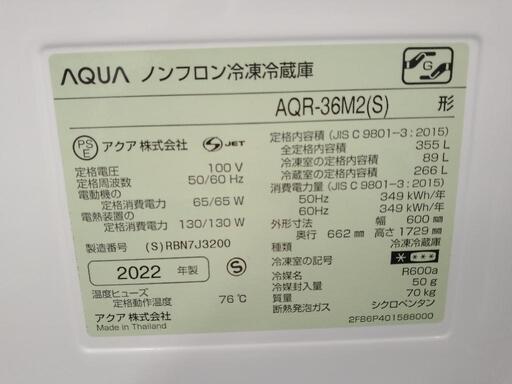 AQUA ノンフロン冷凍冷蔵庫
G
AQR-36M2(S) 形
PS E アクア株式会社 S JET
定格電圧 100 V
定格周波数 50/60 Hz
電動機の
定格消費電力 65/65 W
電熱装置の
定格消費電力 130/130 W
製造番号 (S)RBN7J3200
2022 年製 S
温度ヒューズ
定格動作温度 76℃
アクア株式会社
Made in Thailand
定格内容積 (JIS C 9801-3:2015)
全定格内容積 355 L
冷凍室の定格内容積 89 L
冷蔵室の定格内容積 266 L
消費電力量 (JIS C 9801-3:2015)
50Hz 349 kWh/年
60Hz 349 kWh/年
外形寸法 幅 600 mm
奥行 662 mm 高さ 1729 mm
種類 冷凍冷蔵庫
冷凍室の記号
冷媒名 R600a
冷媒封入量 50 g
質量 70 kg
断熱発泡ガス シクロペンタン
2FB6P401588000